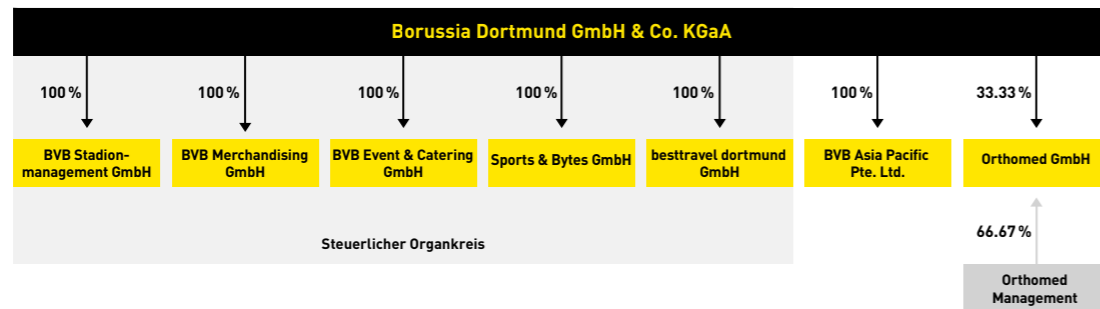 Borussia Dortmund GmbH & Co. KGaA
100 %
100 %
100 %
100 %
100 %
100 %
33.33 %
BVB Stadion-
management GmbH
BVB Merchandising
GmbH
BVB Event & Catering
GmbH
Sports & Bytes GmbH
besttravel dortmund
GmbH
BVB Asia Pacific
Pte. Ltd.
Orthomed GmbH
Steuerlicher Organkreis
66.67 %
Orthomed
Management